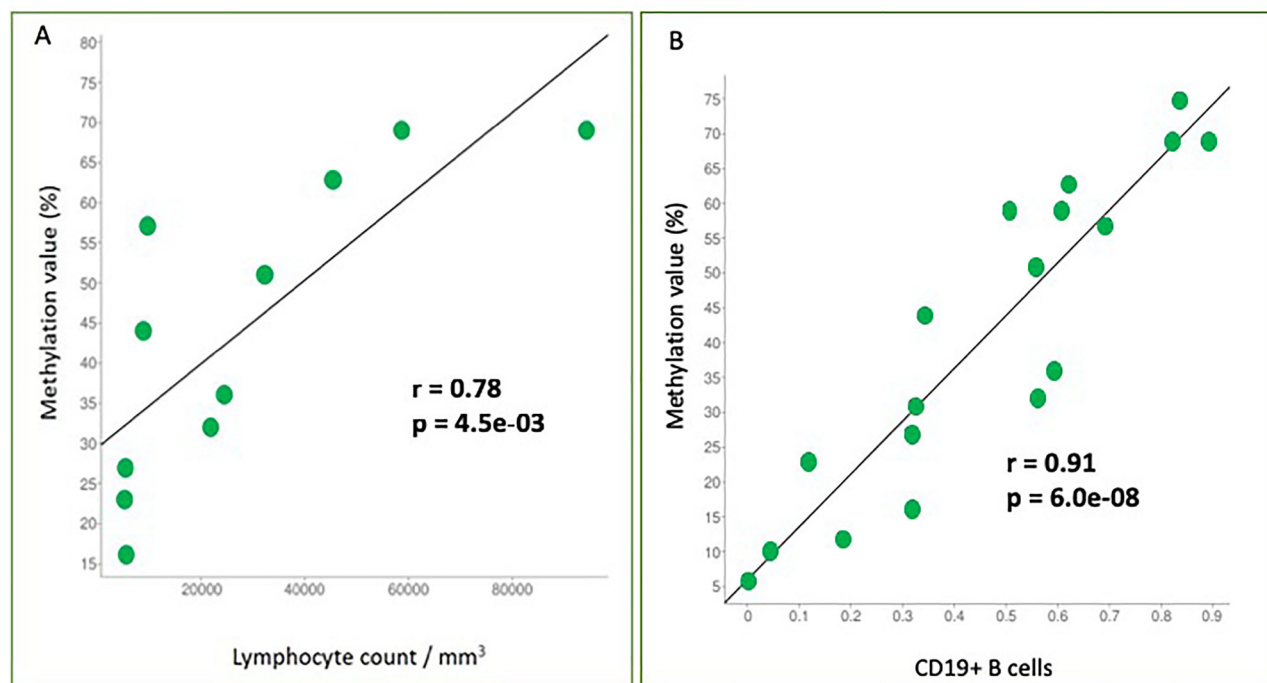 A
Methylation value (%)
80
75
70
65
60
55
50
45
40
35
30
25
20
15
r = 0.78
p = 4.5e-03
20000 40000 60000 80000
Lymphocyte count / mm³
B
Methylation value (%)
75
70
65
60
55
50
45
40
35
30
25
20
15
10
5
r = 0.91
p = 6.0e-08
0 0.1 0.2 0.3 0.4 0.5 0.6 0.7 0.8 0.9
CD19+ B cells